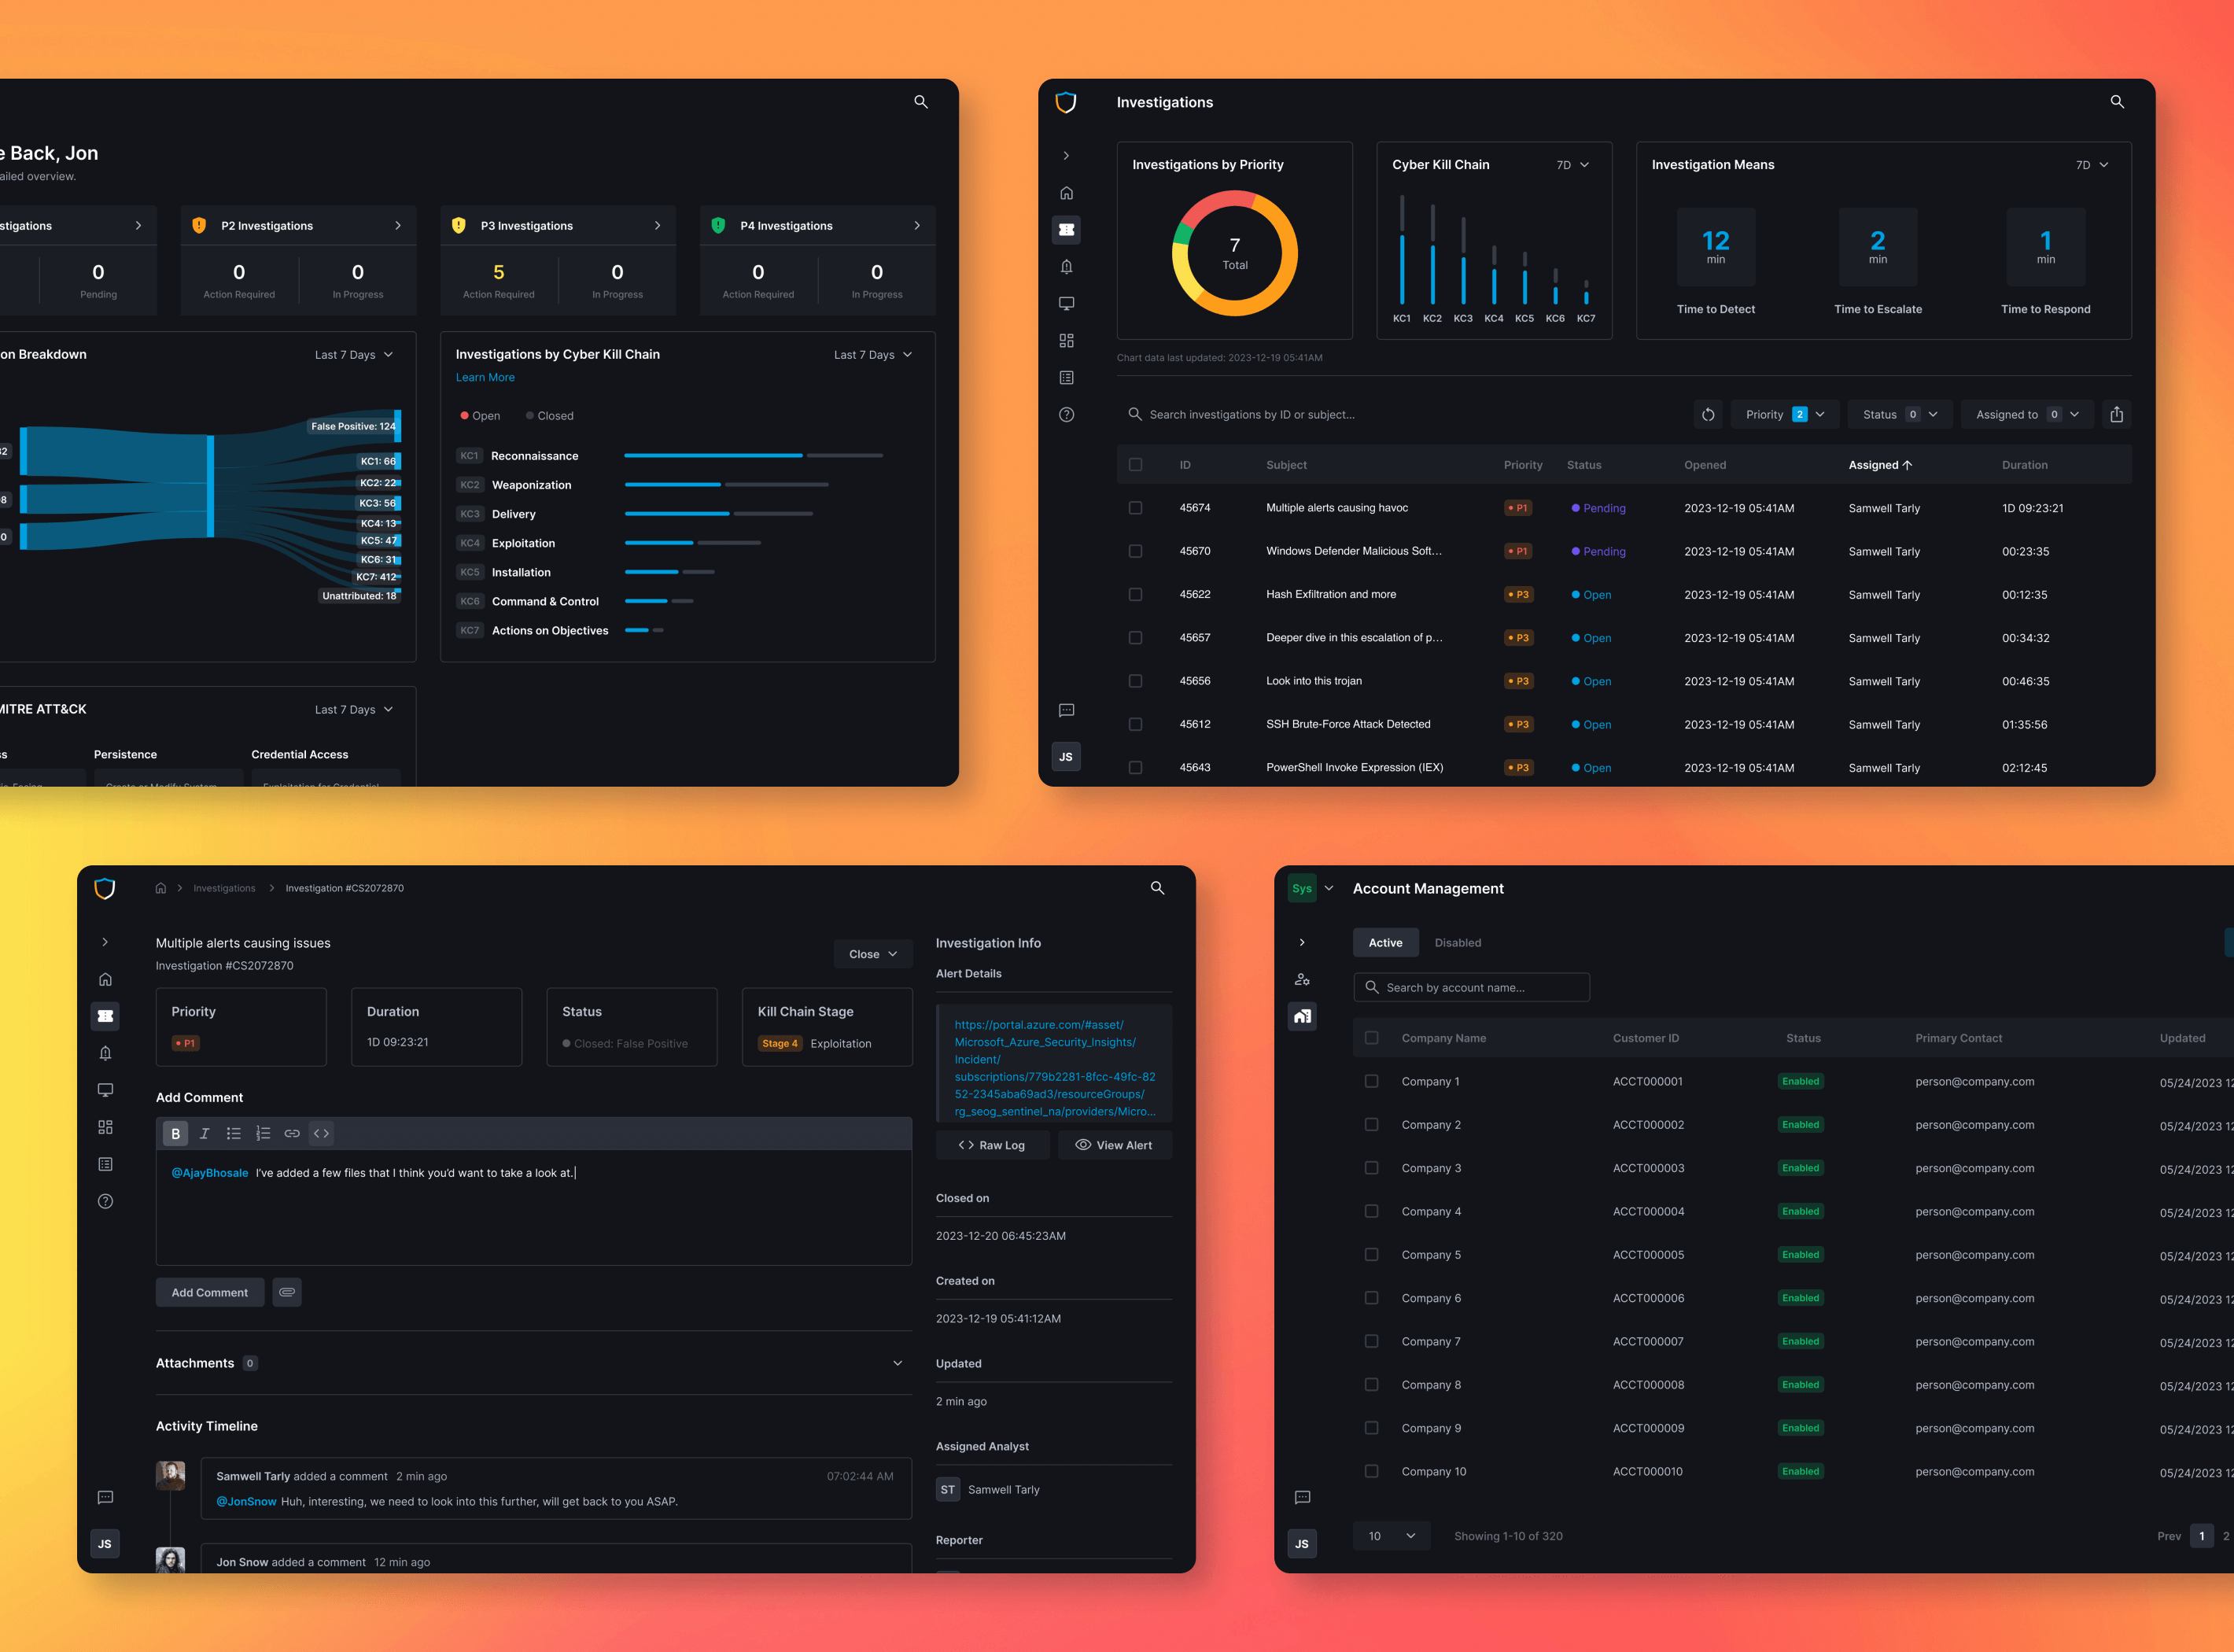 e Back, Jon
ailed overview.
stigations
P2 Investigations
P3 Investigations
P4 Investigations
0
0
0
5
0
0
0
Pending
Action Required
In Progress
Action Required
In Progress
Action Required
In Progress
on Breakdown
Last 7 Days
False Positive: 124
KC1: 66
KC2: 22
KC3: 56
KC4: 13
KC5: 47
KC6: 31
KC7: 412
Unattributed: 18
Investigations by Cyber Kill Chain
Last 7 Days
Learn More
Open
Closed
KC1 Reconnaissance
KC2 Weaponization
KC3 Delivery
KC4 Exploitation
KC5 Installation
KC6 Command & Control
KC7 Actions on Objectives
MITRE ATT&CK
Last 7 Days
Persistence
Credential Access
Investigations
Investigations by Priority
7
Total
Cyber Kill Chain
7D
KC1 KC2 KC3 KC4 KC5 KC6 KC7
Investigation Means
7D
12
min
Time to Detect
2
min
Time to Escalate
1
min
Time to Respond
Chart data last updated: 2023-12-19 05:41AM
Search investigations by ID or subject...
Priority 2
Status 0
Assigned to 0
ID Subject Priority Status Opened Assigned Duration
45674 Multiple alerts causing havoc P1 Pending 2023-12-19 05:41AM Samwell Tarly 1D 09:23:21
45670 Windows Defender Malicious Soft... P1 Pending 2023-12-19 05:41AM Samwell Tarly 00:23:35
45622 Hash Exfiltration and more P3 Open 2023-12-19 05:41AM Samwell Tarly 00:12:35
45657 Deeper dive in this escalation of p... P3 Open 2023-12-19 05:41AM Samwell Tarly 00:34:32
45656 Look into this trojan P3 Open 2023-12-19 05:41AM Samwell Tarly 00:46:35
45612 SSH Brute-Force Attack Detected P3 Open 2023-12-19 05:41AM Samwell Tarly 01:35:56
45643 PowerShell Invoke Expression (IEX) P3 Open 2023-12-19 05:41AM Samwell Tarly 02:12:45
JS
Investigations
Investigation #CS2072870
Multiple alerts causing issues
Investigation #CS2072870
Close
Priority
P1
Duration
1D 09:23:21
Status
Closed: False Positive
Kill Chain Stage
Stage 4 Exploitation
Add Comment
B I
@AjayBhosale I've added a few files that I think you'd want to take a look at.
Add Comment
Attachments 0
Activity Timeline
Samwell Tarly added a comment 2 min ago
07:02:44 AM
@JonSnow Huh, interesting, we need to look into this further, will get back to you ASAP.
Jon Snow added a comment 12 min ago
JS
Investigation Info
Alert Details
https://portal.azure.com/#asset/
Microsoft_Azure_Security_Insights/
Incident/
subscriptions/779b2281-8fcc-49fc-82
52-2345aba69ad3/resourceGroups/
rg_seog_sentinel_na/providers/Micro...
Raw Log
View Alert
Closed on
2023-12-20 06:45:23AM
Created on
2023-12-19 05:41:12AM
Updated
2 min ago
Assigned Analyst
ST Samwell Tarly
Reporter
Sys
Account Management
Active
Disabled
Search by account name...
Company Name Customer ID Status Primary Contact Updated
Company 1 ACCT000001 Enabled person@company.com 05/24/2023 12
Company 2 ACCT000002 Enabled person@company.com 05/24/2023 12
Company 3 ACCT000003 Enabled person@company.com 05/24/2023 12
Company 4 ACCT000004 Enabled person@company.com 05/24/2023 12
Company 5 ACCT000005 Enabled person@company.com 05/24/2023 12
Company 6 ACCT000006 Enabled person@company.com 05/24/2023 12
Company 7 ACCT000007 Enabled person@company.com 05/24/2023 12
Company 8 ACCT000008 Enabled person@company.com 05/24/2023 12
Company 9 ACCT000009 Enabled person@company.com 05/24/2023 12
Company 10 ACCT000010 Enabled person@company.com 05/24/2023 12
10
Showing 1-10 of 320
Prev 1 2
JS